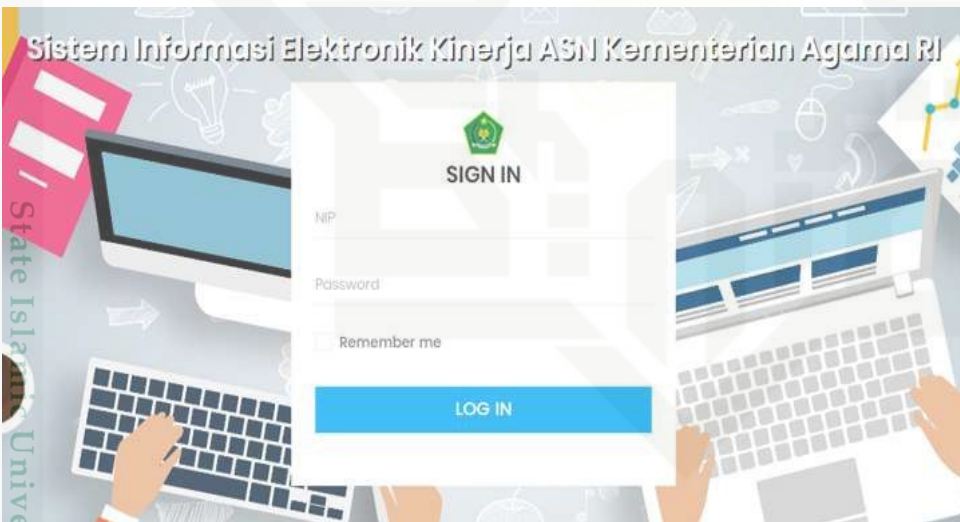 Sistem Informasi Elektronik Kinerja ASN Kementerian Agama RI
SIGN IN
NIP
Password
Remember me
LOG IN
State Islamic Unive